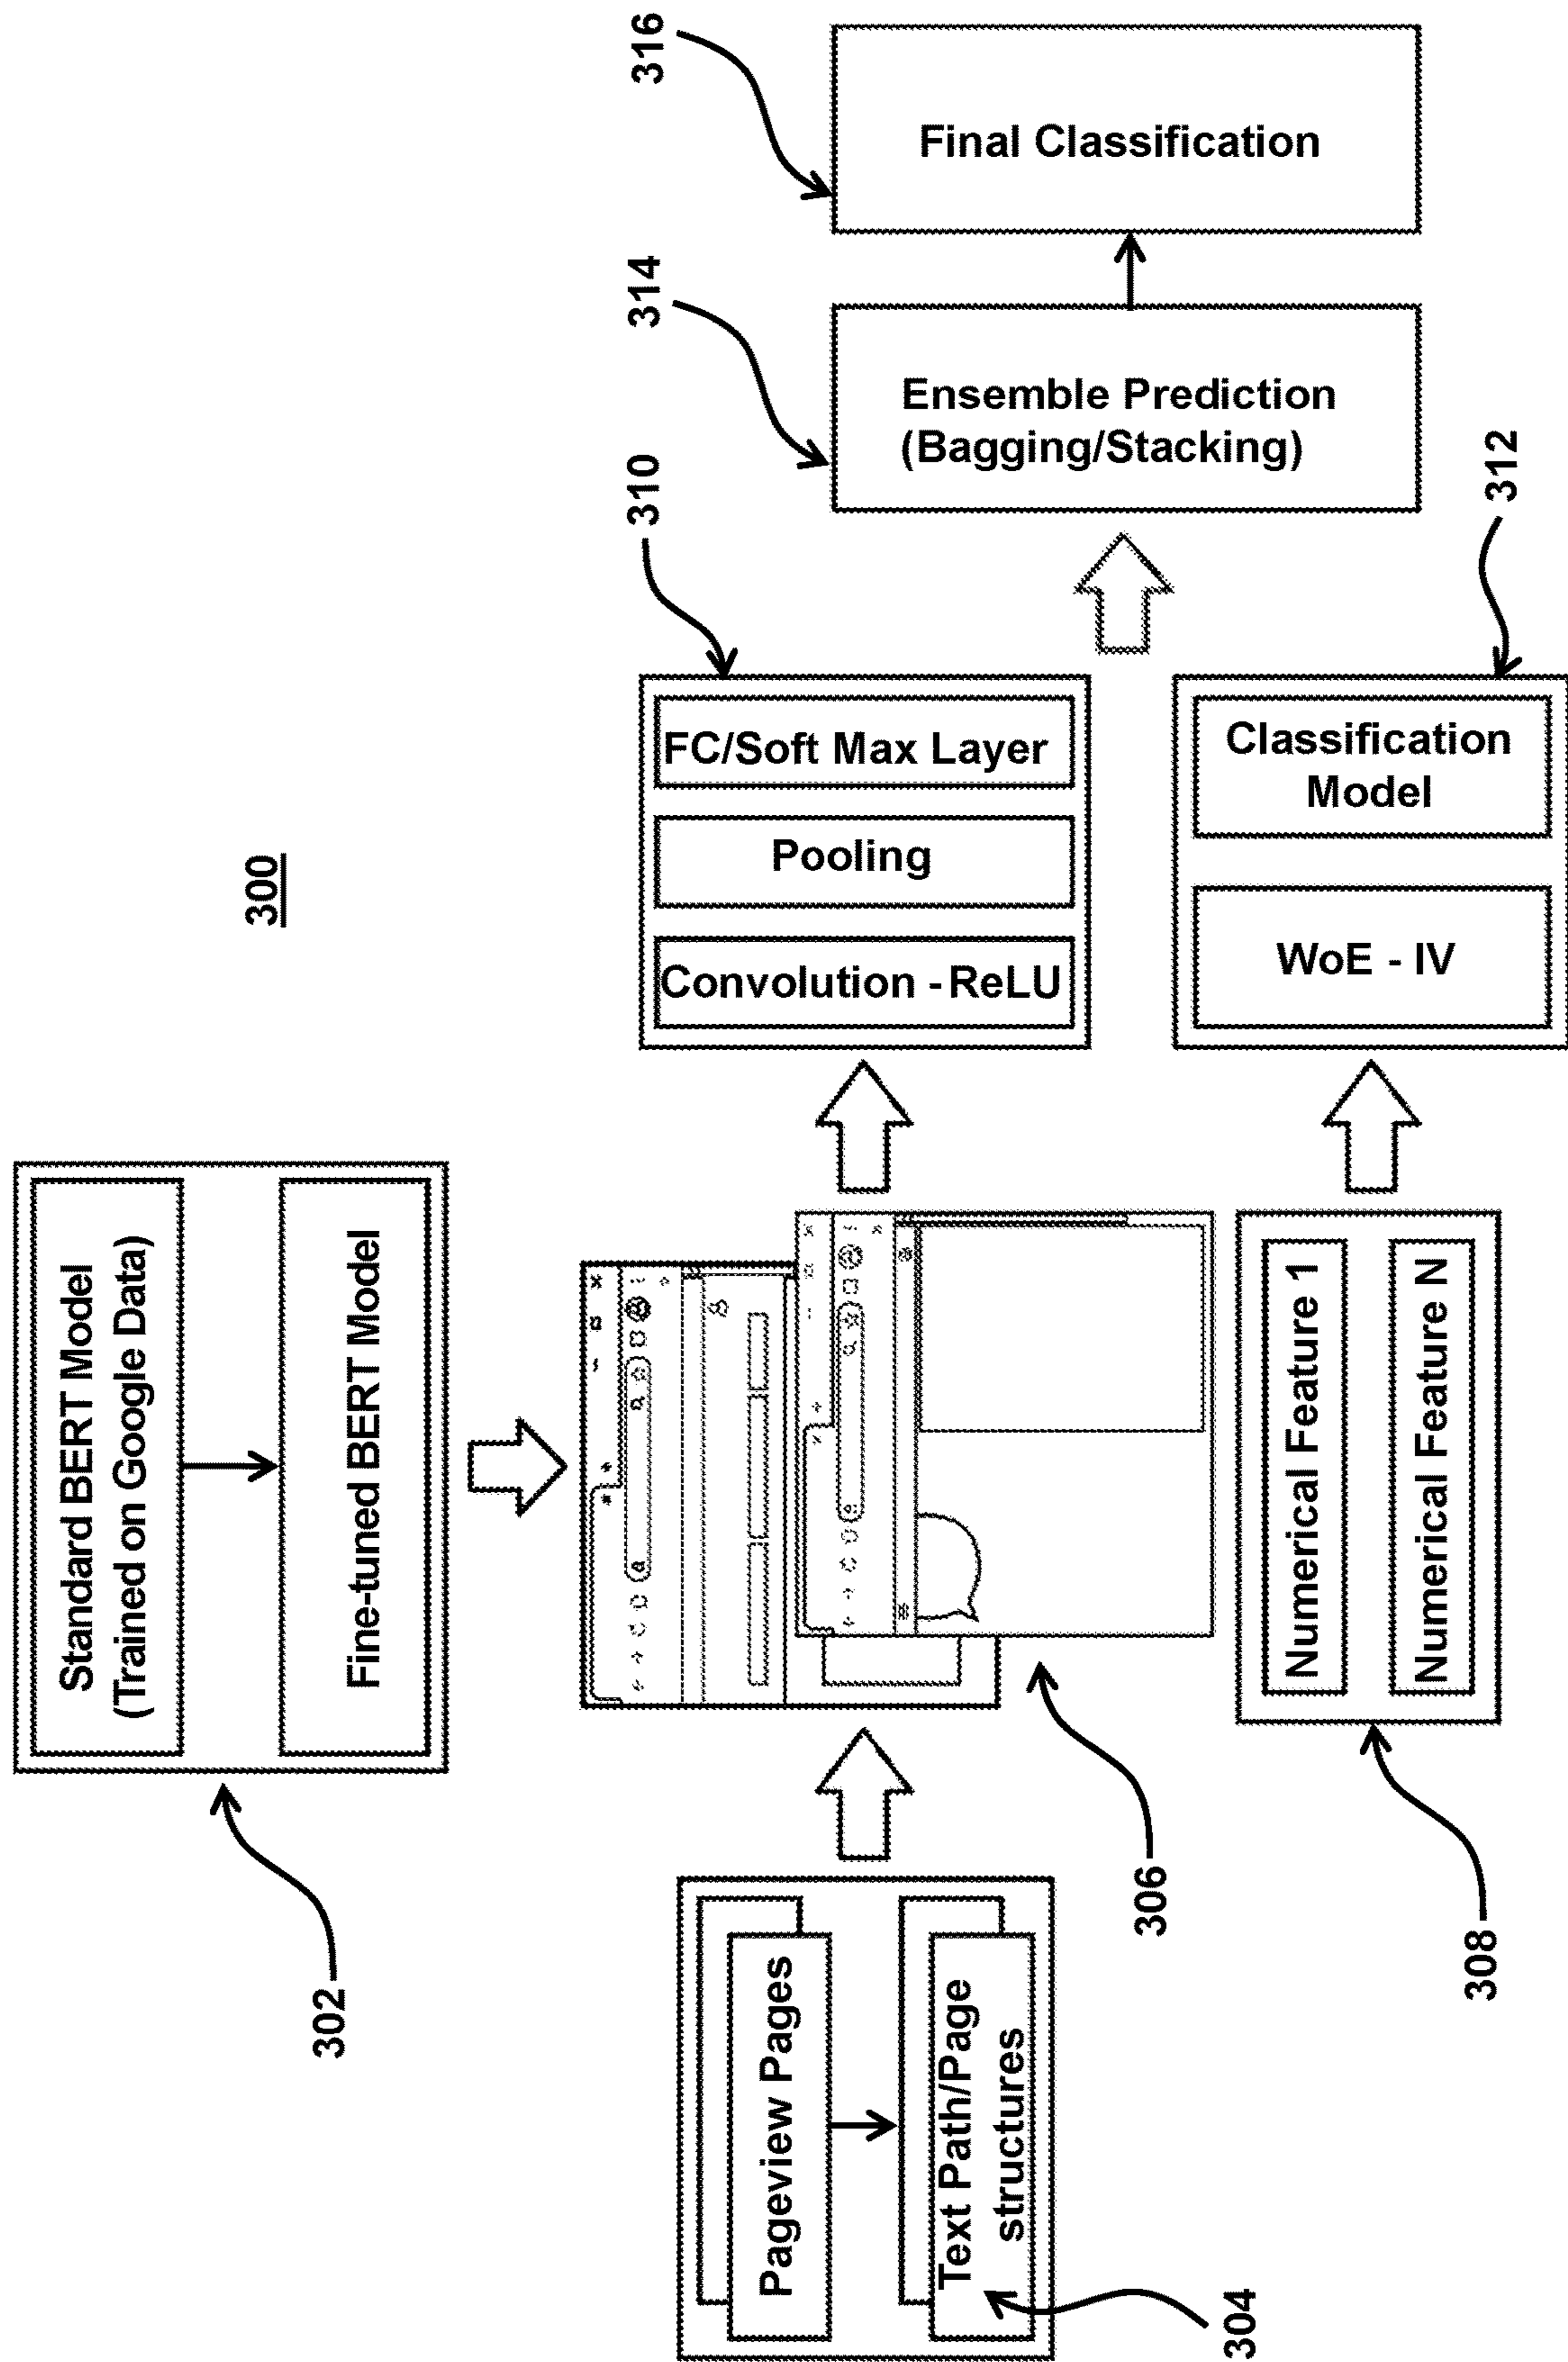 300
Standard BERT Model
(Trained on Google Data)
Fine-tuned BERT Model
302
Pageview Pages
Text Path/Page
structures
304
306
Numerical Feature 1
Numerical Feature N
308
Convolution - ReLU
Pooling
FC/Soft Max Layer
310
WoE - IV
Classification
Model
312
Ensemble Prediction
(Bagging/Stacking)
314
Final Classification
316